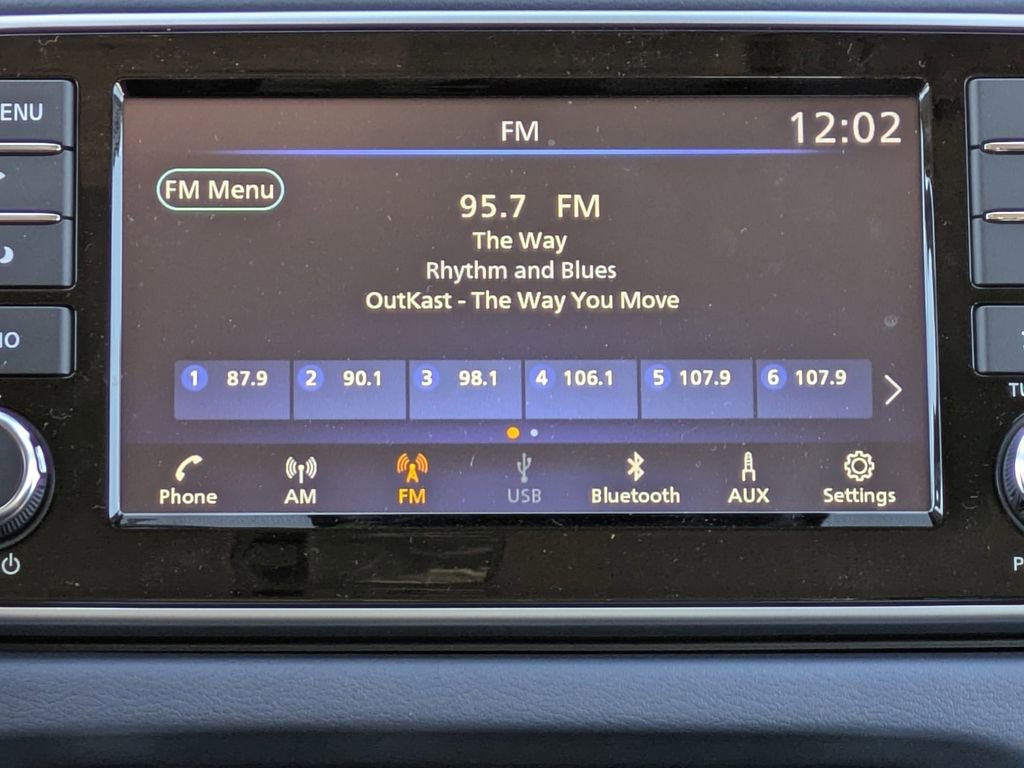 ENU
FM
12:02
FM Menu
95.7 FM
The Way
Rhythm and Blues
OutKast - The Way You Move
IO
1 87.9
2 90.1
3 98.1
4 106.1
5 107.9
6 107.9
TU
Phone
AM
FM
USB
Bluetooth
AUX
Settings
P